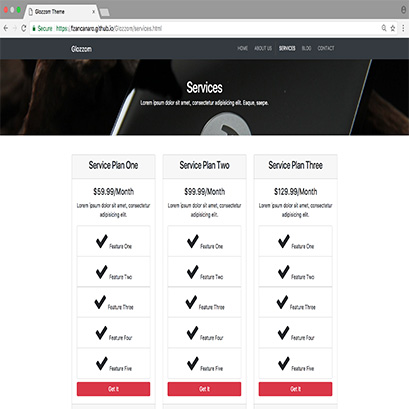 Glozzom Theme
Secure https://fzancanaro.github.io/Glozzom/services.html
Glozzom
HOME ABOUT US SERVICES BLOG CONTACT
Services
Lorem ipsum dolor sit amet, consectetur adipisicing elit. Eaque, saepe.
Service Plan One
$59.99/Month
Lorem ipsum dolor sit amet, consectetur
adipisicing elit.
Feature One
Feature Two
Feature Three
Feature Four
Feature Five
Get It
Service Plan Two
$99.99/Month
Lorem ipsum dolor sit amet, consectetur
adipisicing elit.
Feature One
Feature Two
Feature Three
Feature Four
Feature Five
Get It
Service Plan Three
$129.99/Month
Lorem ipsum dolor sit amet, consectetur
adipisicing elit.
Feature One
Feature Two
Feature Three
Feature Four
Feature Five
Get It